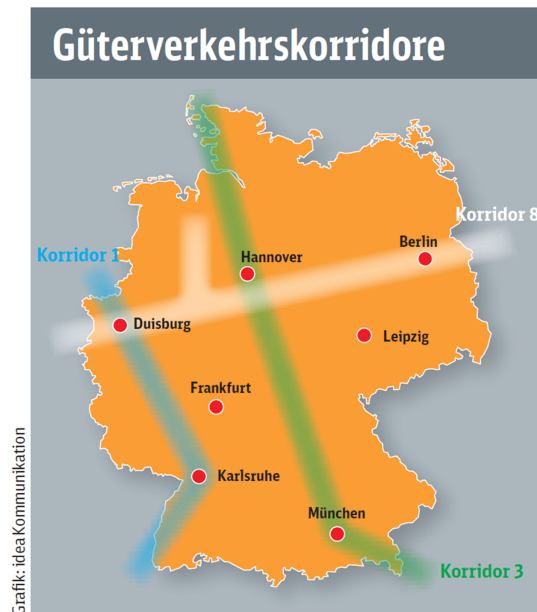 Güterverkehrskorridore
Korridor 8
Berlin
Korridor 1
Hannover
Duisburg
Leipzig
Frankfurt
Karlsruhe
München
Korridor 3
Grafik: idea Kommunikation